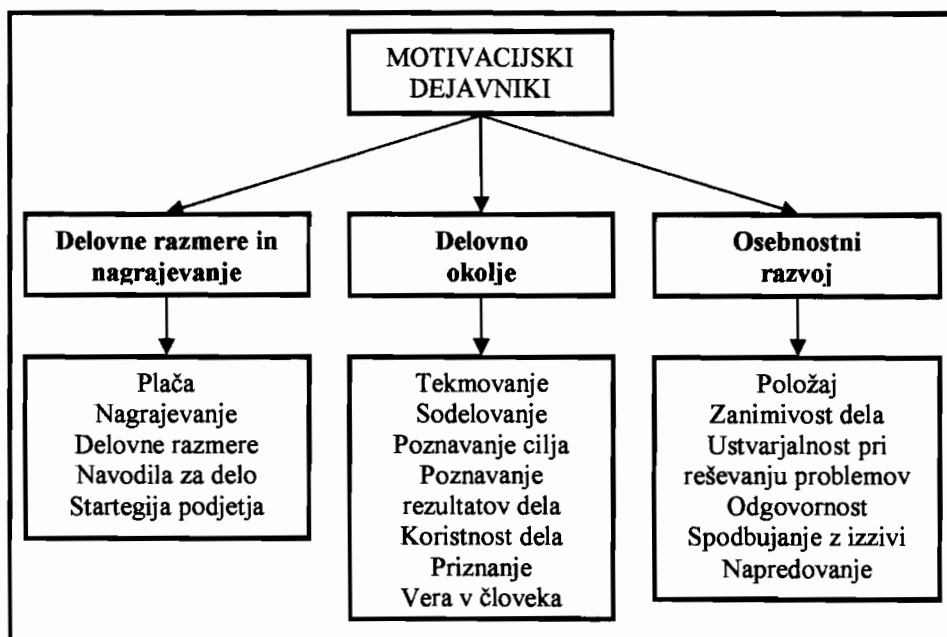 MOTIVACIJSKI
DEJAVNIKI
Delovne razmere in
nagrajevanje
Delovno
okolje
Osebnostni
razvoj
Plača
Nagrajevanje
Delovne razmere
Navodila za delo
Startegija podjetja
Tekmovanje
Sodelovanje
Poznavanje cilja
Poznavanje
rezultatov dela
Koristnost dela
Priznanje
Vera v človeka
Položaj
Zanimivost dela
Ustvarjalnost pri
reševanju problemov
Odgovornost
Spodbujanje z izzivi
Napredovanje